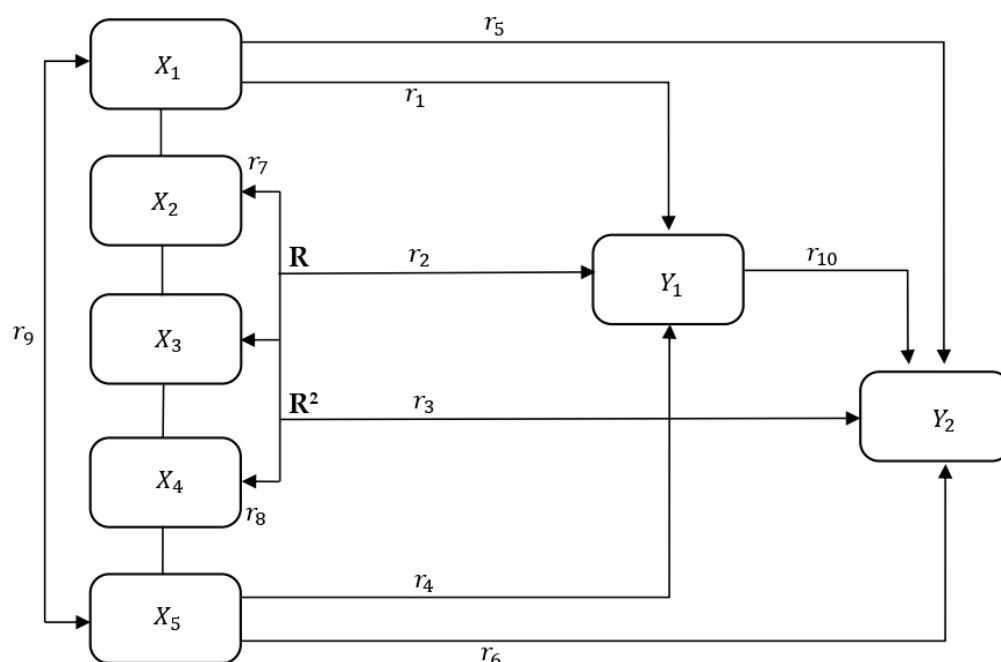 r₅
X₁
r₁
r₇
X₂
R
r₂
Y₁
r₁₀
r₉
X₃
R²
r₃
Y₂
X₄
r₈
r₄
X₅
r₆